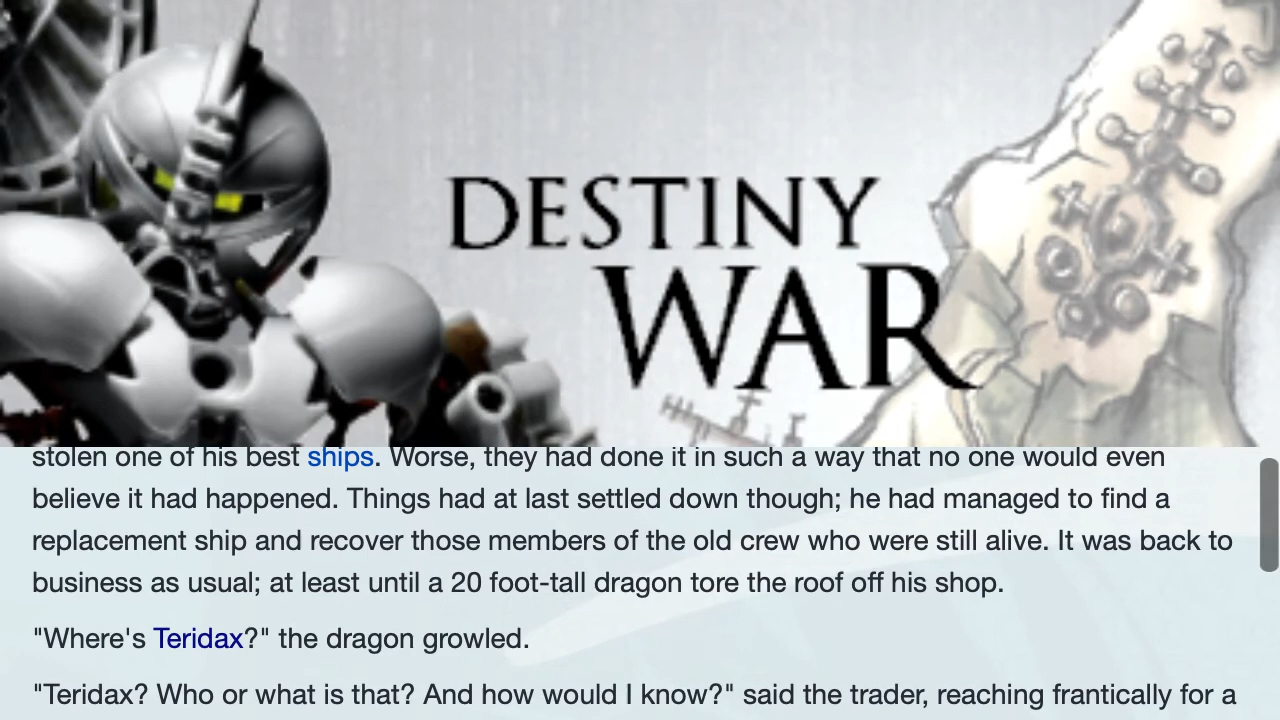 DESTINY
WAR
stolen one of his best ships. Worse, they had done it in such a way that no one would even
believe it had happened. Things had at last settled down though; he had managed to find a
replacement ship and recover those members of the old crew who were still alive. It was back to
business as usual; at least until a 20 foot-tall dragon tore the roof off his shop.
"Where's Teridax?" the dragon growled.
"Teridax? Who or what is that? And how would I know?" said the trader, reaching frantically for a